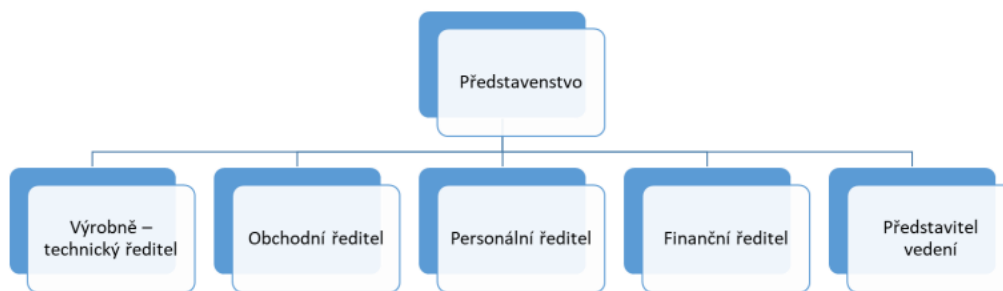 Představenstvo
Výrobně –
technický ředitel
Obchodní ředitel
Personální ředitel
Finanční ředitel
Představitel
vedení